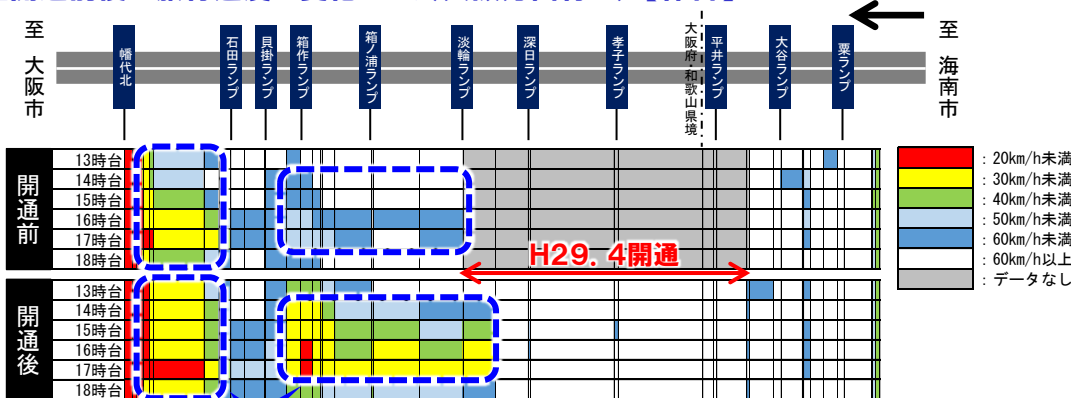 至 大阪市
幡代北
石田ランプ
貝掛ランプ
箱作ランプ
箱ノ浦ランプ
淡輪ランプ
深日ランプ
孝子ランプ
大阪府・和歌山県境
平井ランプ
大谷ランプ
粟ランプ
至 海南市
開通前
13時台
14時台
15時台
16時台
17時台
18時台
H29.4開通
開通後
13時台
14時台
15時台
16時台
17時台
18時台
：20km/h未満
：30km/h未満
：40km/h未満
：50km/h未満
：60km/h未満
：60km/h以上
：データなし